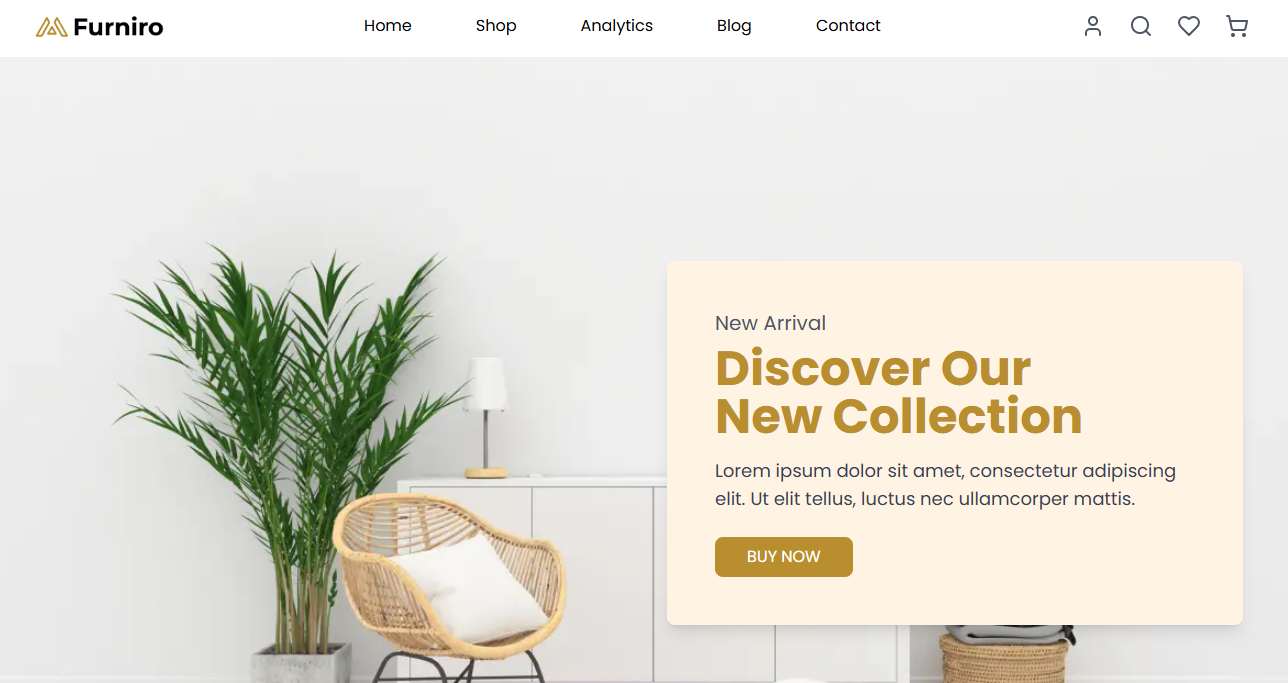 Furniro
Home Shop Analytics Blog Contact
New Arrival
Discover Our
New Collection
Lorem ipsum dolor sit amet, consectetur adipiscing
elit. Ut elit tellus, luctus nec ullamcorper mattis.
BUY NOW